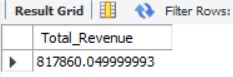 Result Grid Filter Rows:
Total_Revenue
817860.049999993